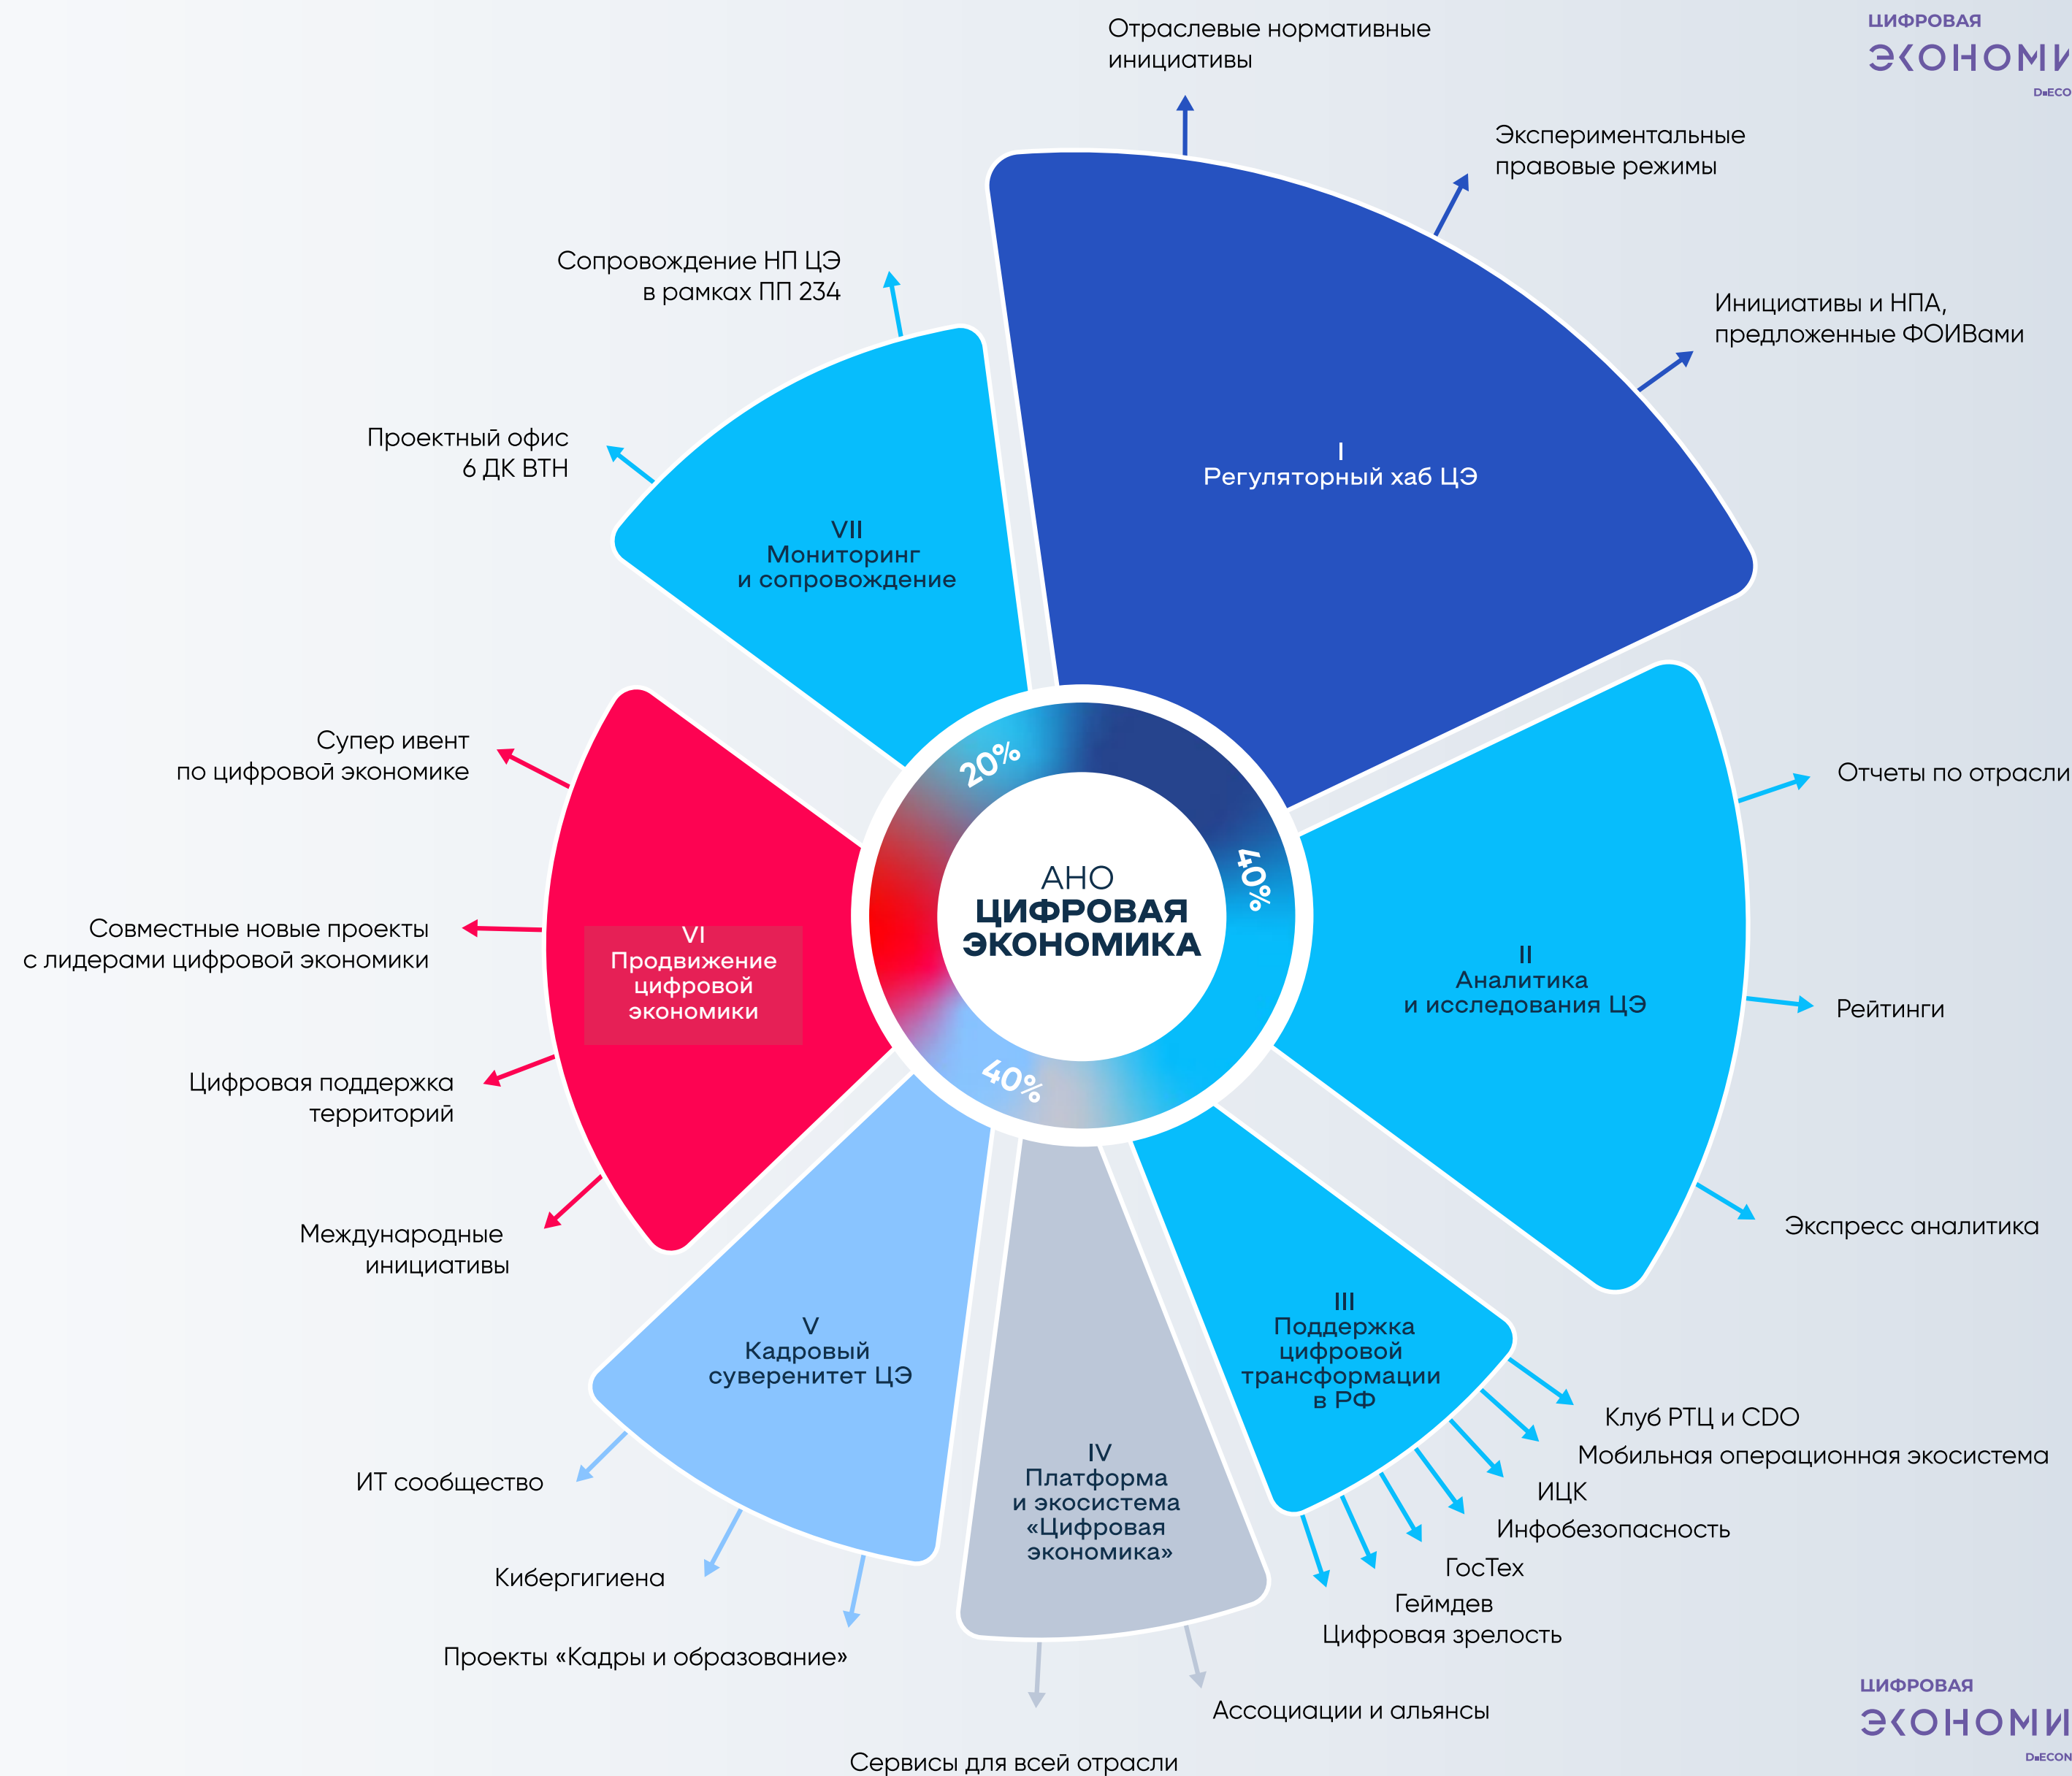 ЦИФРОВАЯ
ЭКОНОМИ
D■ECO
Отраслевые нормативные
инициативы
Экспериментальные
правовые режимы
Инициативы и НПА,
предложенные ФОИВами
Сопровождение НП ЦЭ
в рамках ПП 234
Проектный офис
6 ДК ВТН
I
Регуляторный хаб ЦЭ
VII
Мониторинг
и сопровождение
Супер ивент
по цифровой экономике
Совместные новые проекты
с лидерами цифровой экономики
Цифровая поддержка
территорий
Международные
инициативы
VI
Продвижение
цифровой
экономики
20%
40%
40%
АНО
ЦИФРОВАЯ
ЭКОНОМИКА
Отчеты по отрасли
Рейтинги
Экспресс аналитика
II
Аналитика
и исследования ЦЭ
III
Поддержка
цифровой
трансформации
в РФ
Клуб РТЦ и CDO
Мобильная операционная экосистема
ИЦК
Инфобезопасность
ГосТех
Геймдев
Цифровая зрелость
IV
Платформа
и экосистема
«Цифровая
экономика»
Ассоциации и альянсы
Сервисы для всей отрасли
V
Кадровый
суверенитет ЦЭ
ИТ сообщество
Кибергигиена
Проекты «Кадры и образование»
ЦИФРОВАЯ
ЭКОНОМИ
D■ECON